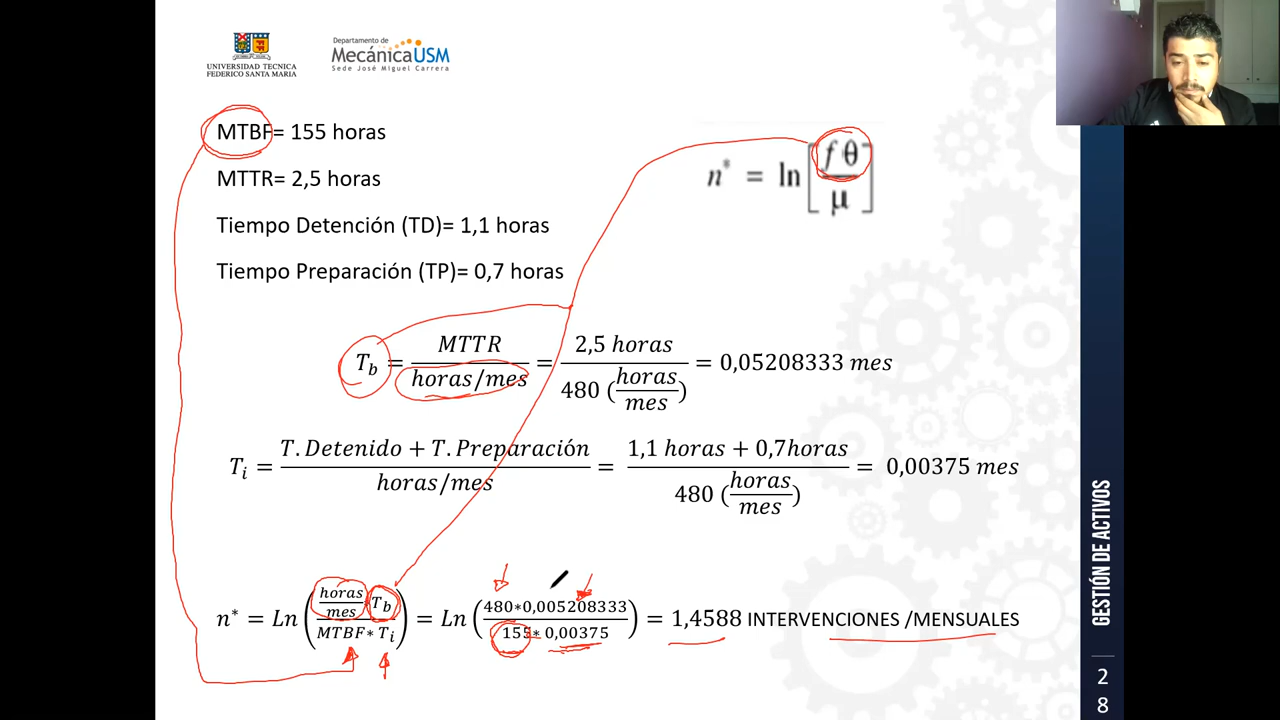 UNIVERSIDAD TECNICA
FEDERICO SANTA MARIA
Departamento de
MecánicaUSM
Sede José Miguel Carrera
MTBF= 155 horas
MTTR= 2,5 horas
Tiempo Detención (TD)= 1,1 horas
Tiempo Preparación (TP)= 0,7 horas
n* = ln [fθ / μ]
T_b = MTTR / horas/mes = 2,5 horas / 480 (horas/mes) = 0,05208333 mes
T_i = T. Detenido + T. Preparación / horas/mes = 1,1 horas + 0,7horas / 480 (horas/mes) = 0,00375 mes
n* = Ln (horas/mes * T_b / MTBF * T_i) = Ln (480*0,005208333 / 155* 0,00375) = 1,4588 INTERVENCIONES /MENSUALES
GESTIÓN DE ACTIVOS
2
8